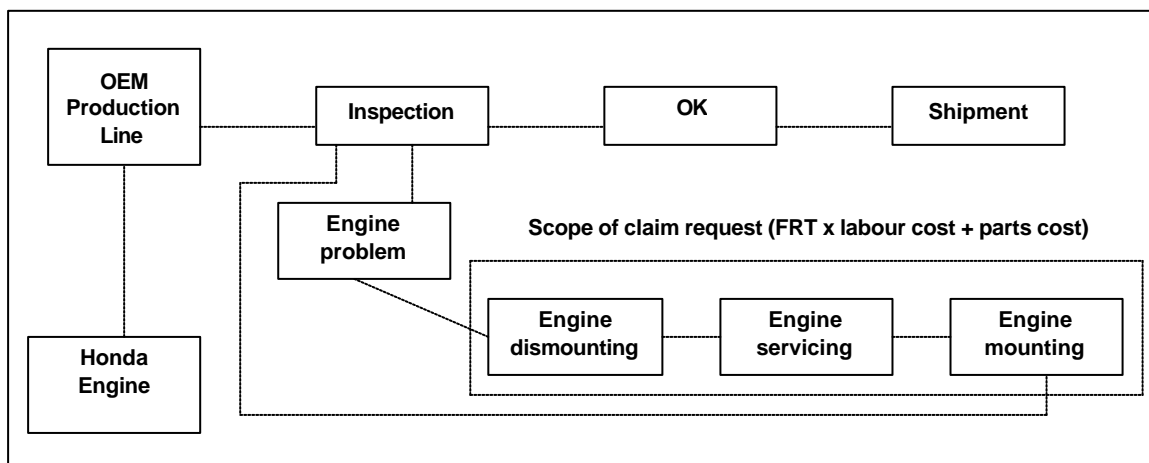 OEM
Production
Line
Inspection
OK
Shipment
Engine
problem
Scope of claim request (FRT x labour cost + parts cost)
Engine
dismounting
Engine
servicing
Engine
mounting
Honda
Engine